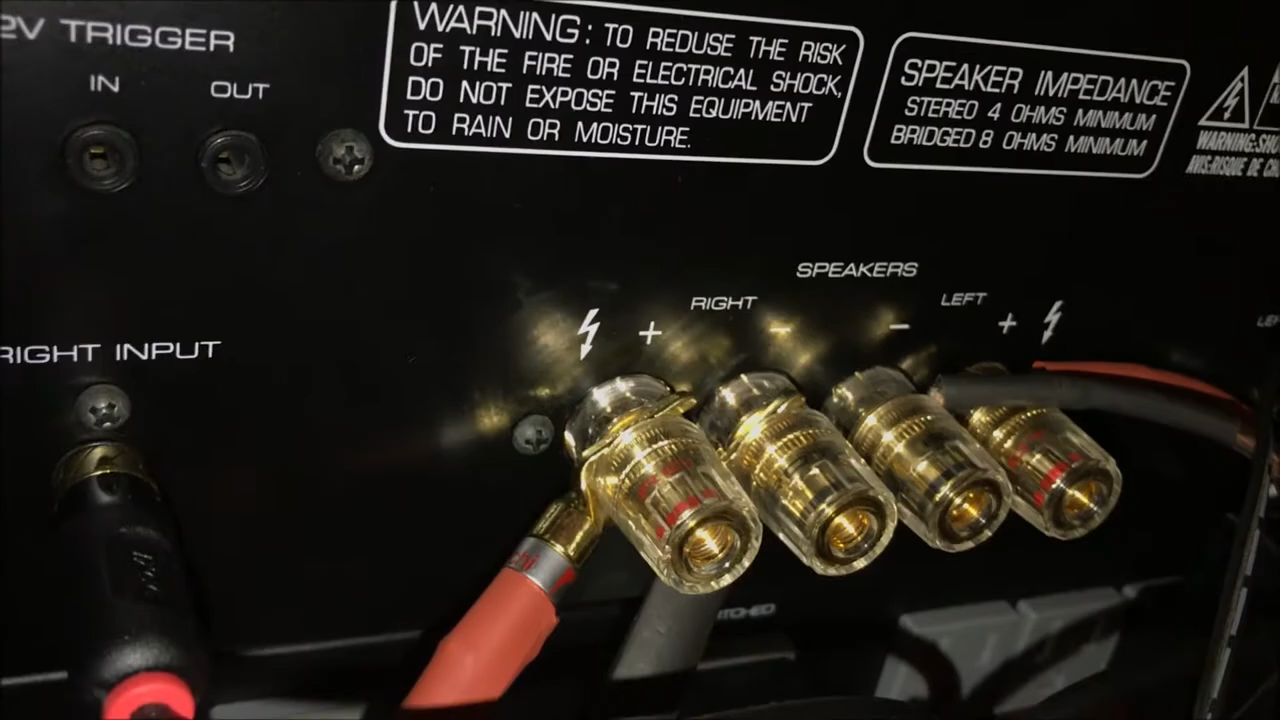 2V TRIGGER
IN
OUT
WARNING: TO REDUSE THE RISK
OF THE FIRE OR ELECTRICAL SHOCK,
DO NOT EXPOSE THIS EQUIPMENT
TO RAIN OR MOISTURE.
SPEAKER IMPEDANCE
STEREO 4 OHMS MINIMUM
BRIDGED 8 OHMS MINIMUM
WARNING:SHO
AVIS:RISQUE DE CH
SPEAKERS
RIGHT
LEFT
+
−
−
+
RIGHT INPUT